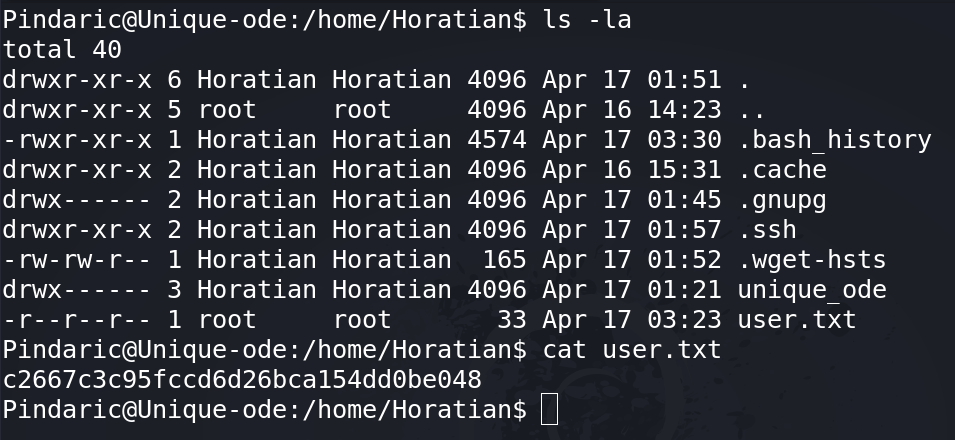 Pindaric@Unique-ode:/home/Horatian$ ls -la
total 40
drwxr-xr-x 6 Horatian Horatian 4096 Apr 17 01:51 .
drwxr-xr-x 5 root     root     4096 Apr 16 14:23 ..
-rwxr-xr-x 1 Horatian Horatian 4574 Apr 17 03:30 .bash_history
drwxr-xr-x 2 Horatian Horatian 4096 Apr 16 15:31 .cache
drwx------ 2 Horatian Horatian 4096 Apr 17 01:45 .gnupg
drwxr-xr-x 2 Horatian Horatian 4096 Apr 17 01:57 .ssh
-rw-rw-r-- 1 Horatian Horatian  165 Apr 17 01:52 .wget-hsts
drwx------ 3 Horatian Horatian 4096 Apr 17 01:21 unique_ode
-r--r--r-- 1 root     root       33 Apr 17 03:23 user.txt
Pindaric@Unique-ode:/home/Horatian$ cat user.txt
c2667c3c95fccd6d26bca154dd0be048
Pindaric@Unique-ode:/home/Horatian$